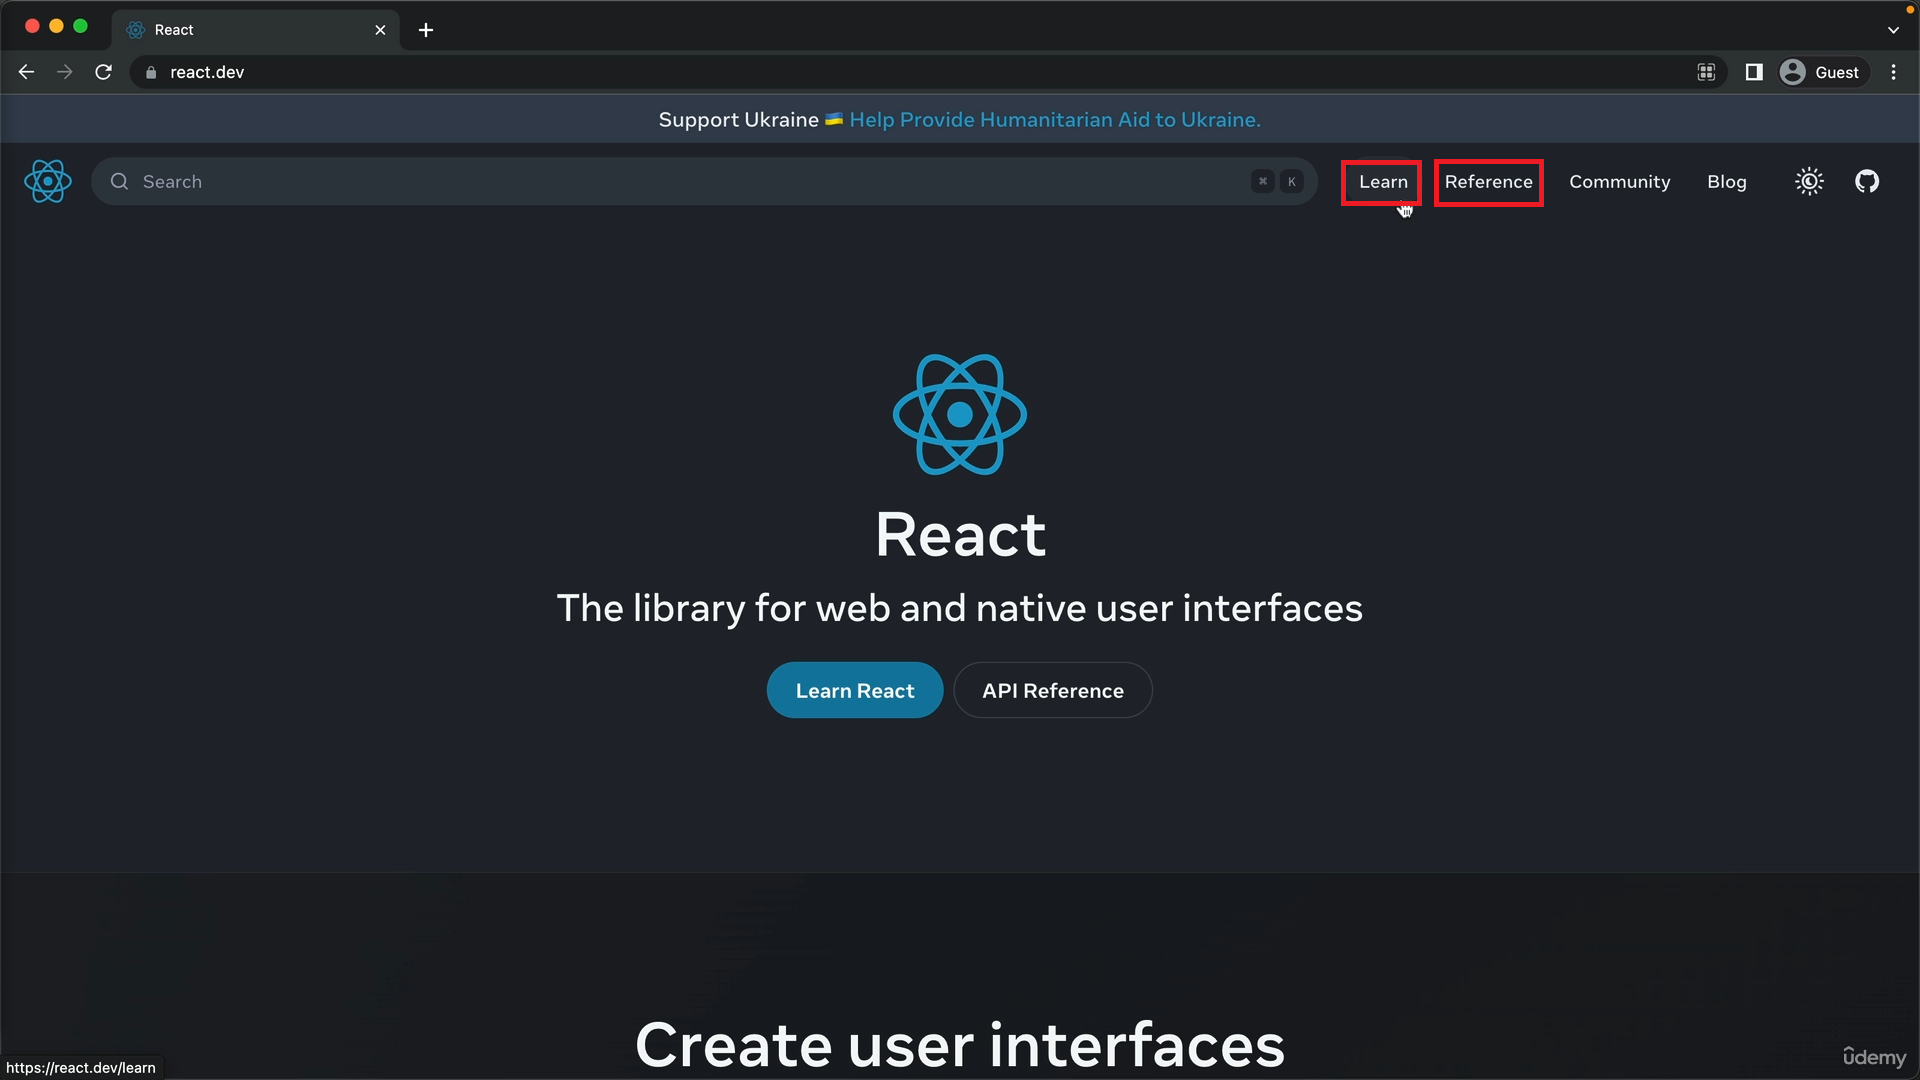 React
react.dev
Guest
Support Ukraine 🇺🇦 Help Provide Humanitarian Aid to Ukraine.
Search
⌘ K
Learn
Reference
Community
Blog
React
The library for web and native user interfaces
Learn React
API Reference
Create user interfaces
https://react.dev/learn
ûdemy